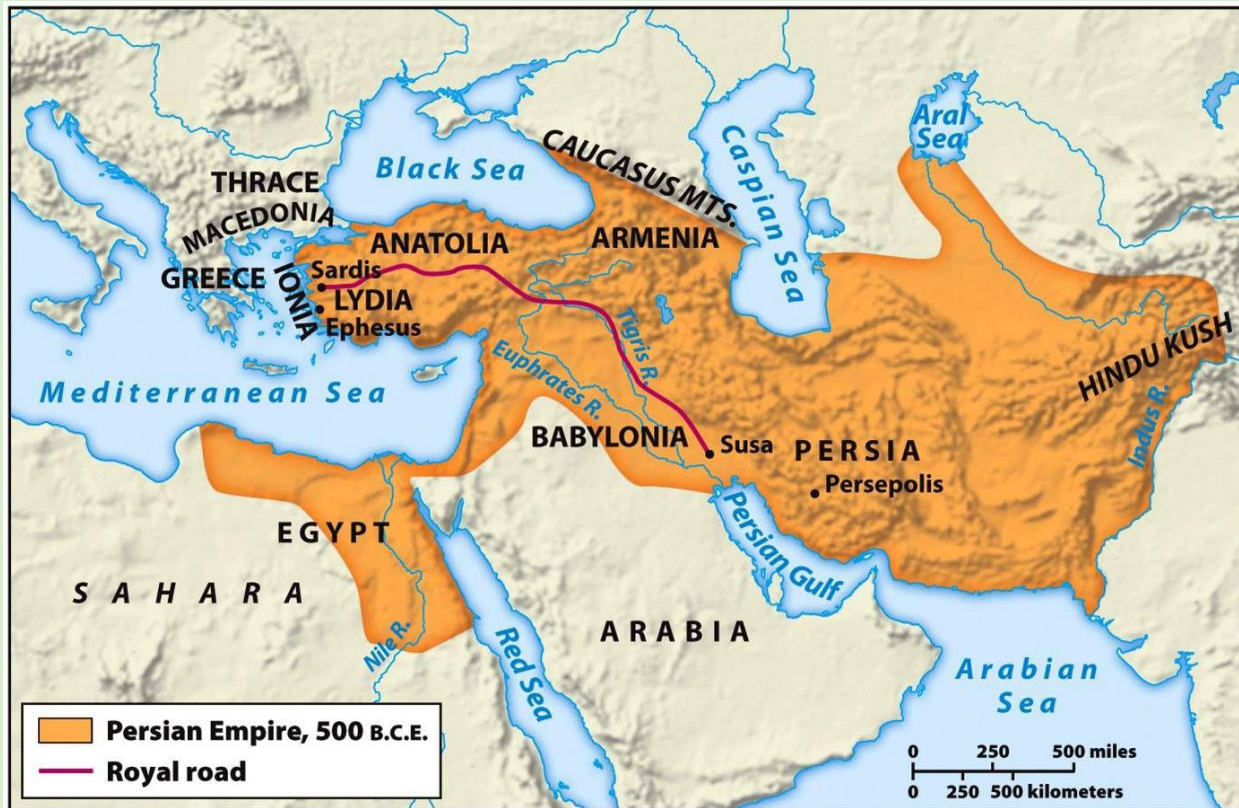 Aral
Sea
Caspian Sea
CAUCASUS MTS.
Black Sea
THRACE
MACEDONIA
ANATOLIA
ARMENIA
GREECE
IONIA
Sardis
LYDIA
Ephesus
Tigris R.
Euphrates R.
HINDU KUSH
Mediterranean Sea
BABYLONIA
Susa
PERSIA
Indus R.
Persepolis
EGYPT
Persian Gulf
SAHARA
ARABIA
Nile R.
Red Sea
Arabian
Sea
Persian Empire, 500 B.C.E.
Royal road
0 250 500 miles
0 250 500 kilometers